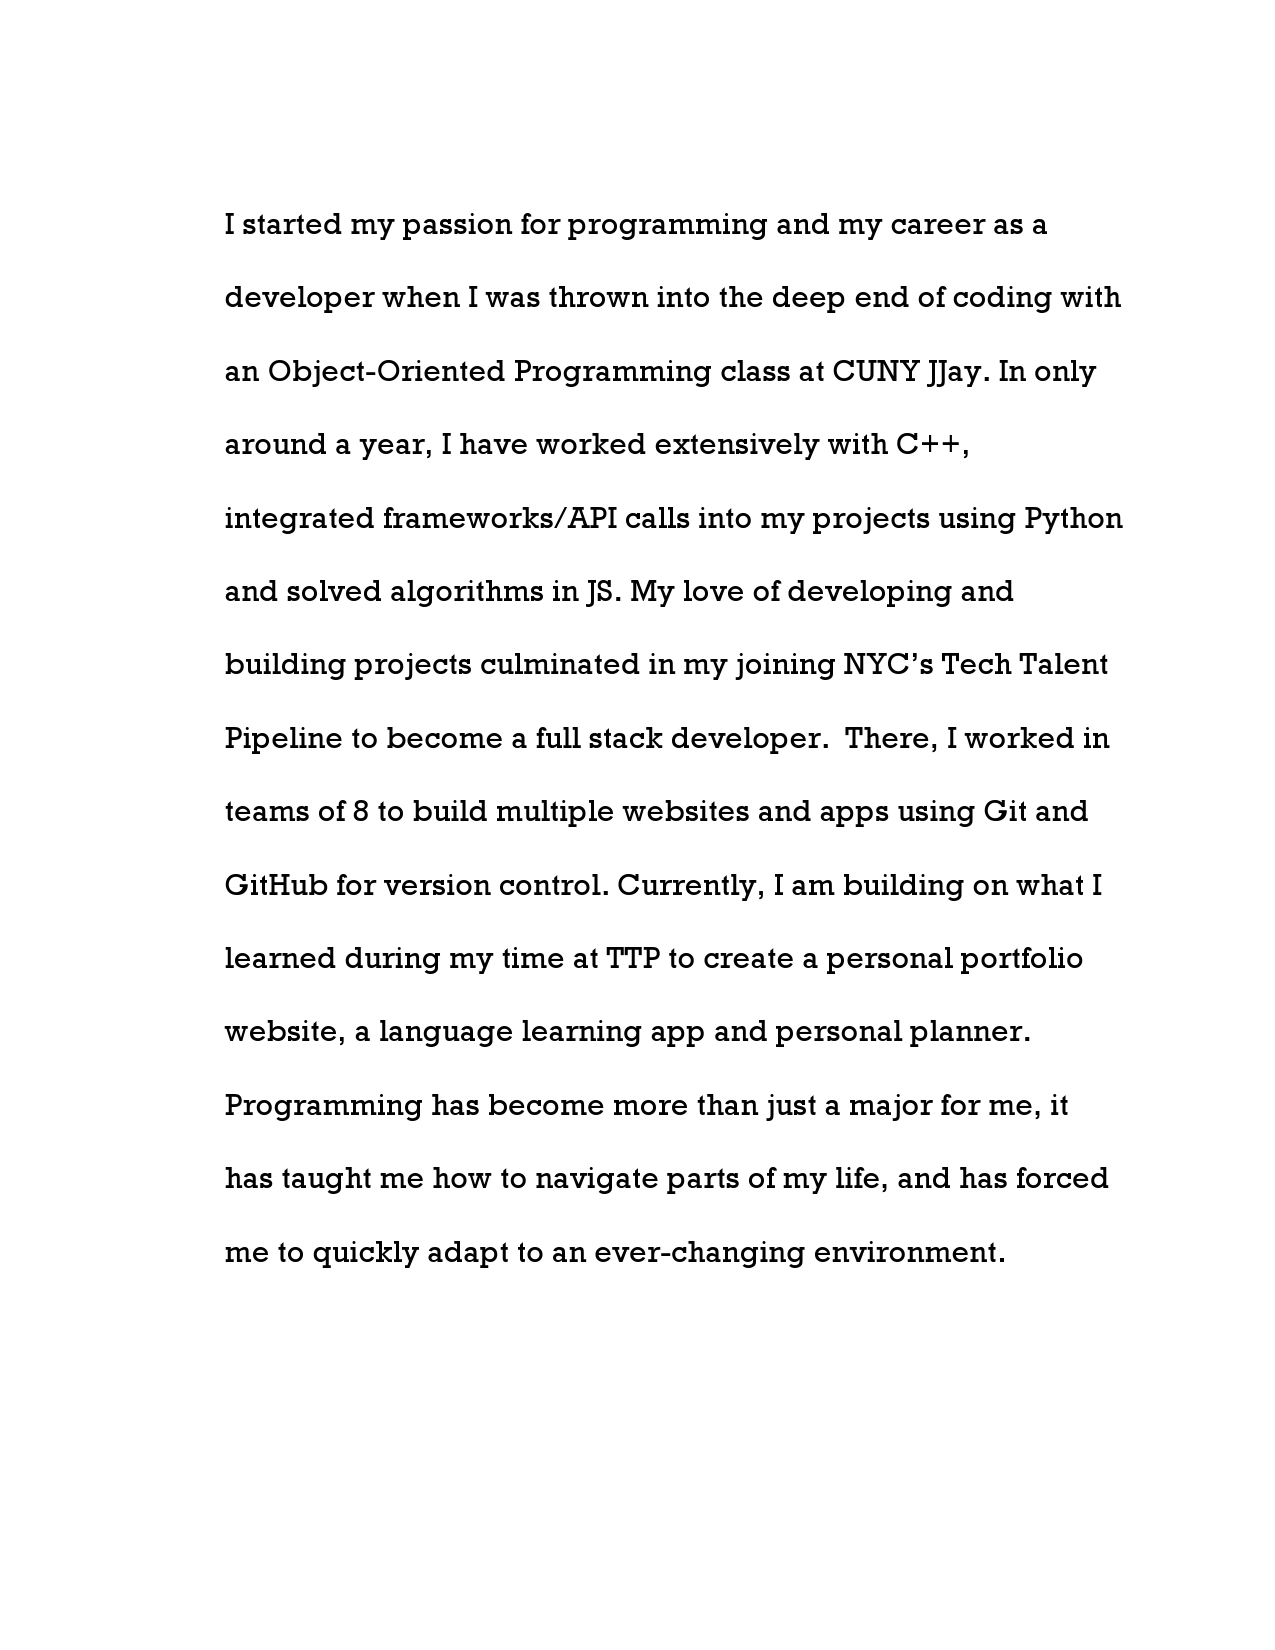 I started my passion for programming and my career as a
developer when I was thrown into the deep end of coding with
an Object-Oriented Programming class at CUNY JJay. In only
around a year, I have worked extensively with C++,
integrated frameworks/API calls into my projects using Python
and solved algorithms in JS. My love of developing and
building projects culminated in my joining NYC’s Tech Talent
Pipeline to become a full stack developer.  There, I worked in
teams of 8 to build multiple websites and apps using Git and
GitHub for version control. Currently, I am building on what I
learned during my time at TTP to create a personal portfolio
website, a language learning app and personal planner.
Programming has become more than just a major for me, it
has taught me how to navigate parts of my life, and has forced
me to quickly adapt to an ever-changing environment.